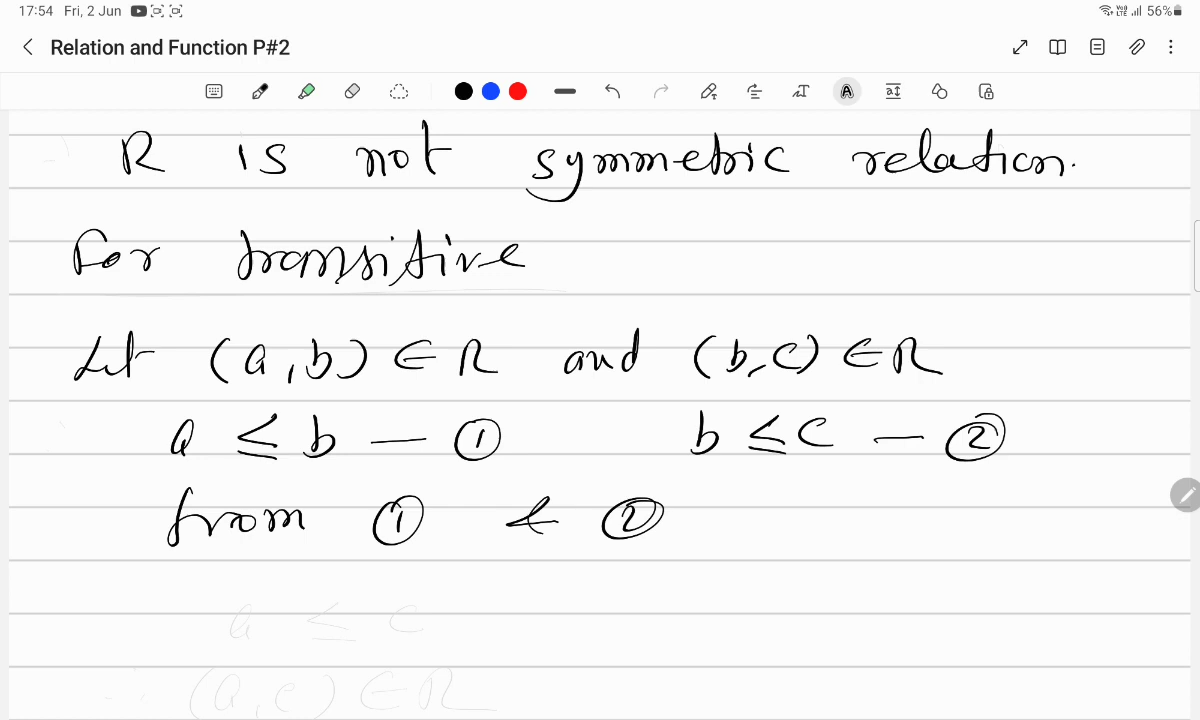 17:54 Fri, 2 Jun 56%
Relation and Function P#2
R is not symmetric relation.
for transitive
Let (a,b) ∈ R and (b,c) ∈ R
a ≤ b — ① b ≤ c — ②
from ① & ②
a ≤ c
∴ (a,c) ∈ R